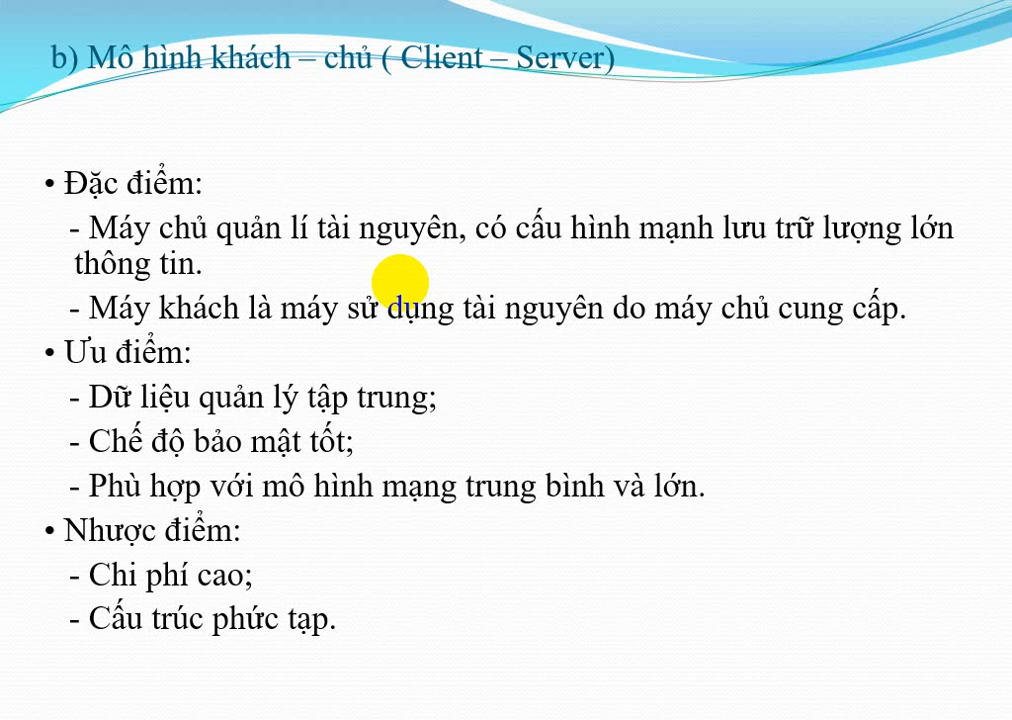 b) Mô hình khách – chủ ( Client – Server)
• Đặc điểm:
- Máy chủ quản lí tài nguyên, có cấu hình mạnh lưu trữ lượng lớn
thông tin.
- Máy khách là máy sử dụng tài nguyên do máy chủ cung cấp.
• Ưu điểm:
- Dữ liệu quản lý tập trung;
- Chế độ bảo mật tốt;
- Phù hợp với mô hình mạng trung bình và lớn.
• Nhược điểm:
- Chi phí cao;
- Cấu trúc phức tạp.